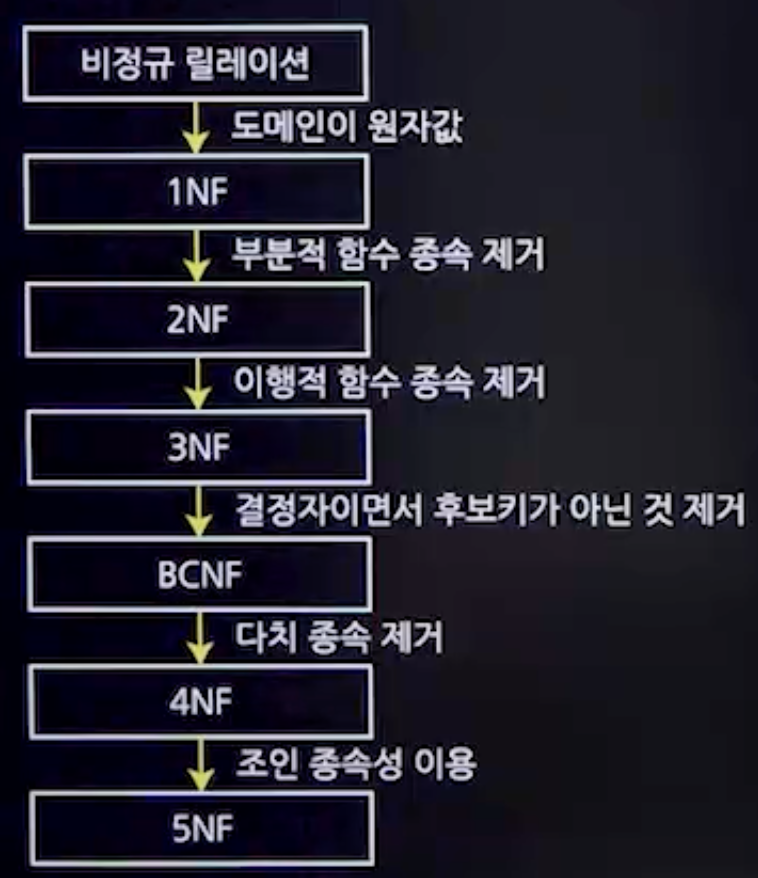 비정규 릴레이션
도메인이 원자값
1NF
부분적 함수 종속 제거
2NF
이행적 함수 종속 제거
3NF
결정자이면서 후보키가 아닌 것 제거
BCNF
다치 종속 제거
4NF
조인 종속성 이용
5NF